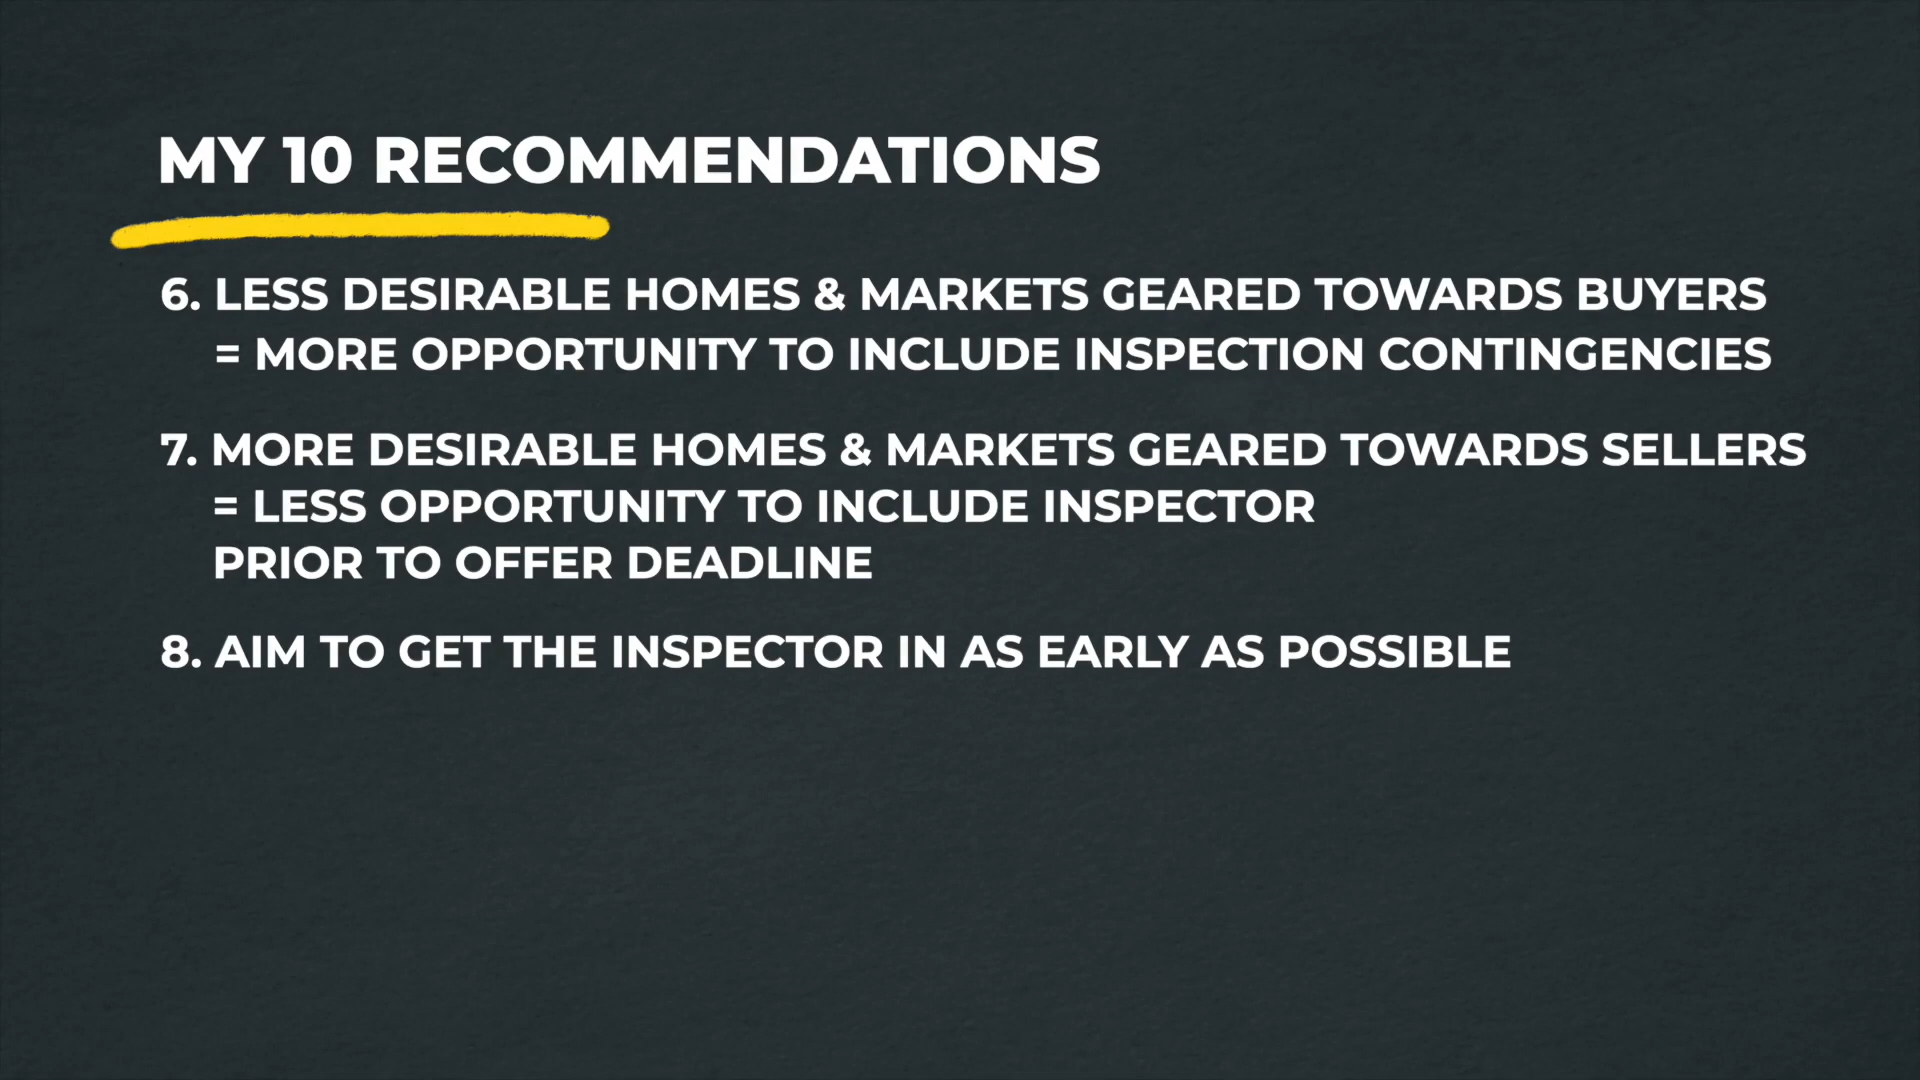 MY 10 RECOMMENDATIONS
6. LESS DESIRABLE HOMES & MARKETS GEARED TOWARDS BUYERS
= MORE OPPORTUNITY TO INCLUDE INSPECTION CONTINGENCIES
7. MORE DESIRABLE HOMES & MARKETS GEARED TOWARDS SELLERS
= LESS OPPORTUNITY TO INCLUDE INSPECTOR
PRIOR TO OFFER DEADLINE
8. AIM TO GET THE INSPECTOR IN AS EARLY AS POSSIBLE